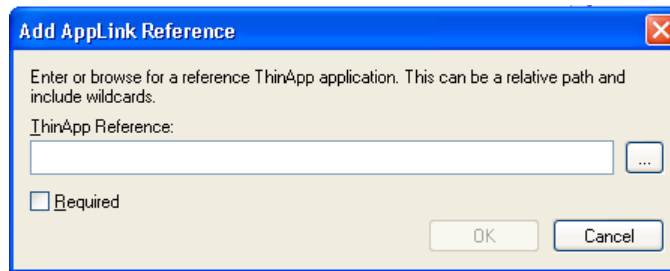 Add AppLink Reference
Enter or browse for a reference ThinApp application. This can be a relative path and
include wildcards.
ThinApp Reference:
...
Required
OK
Cancel